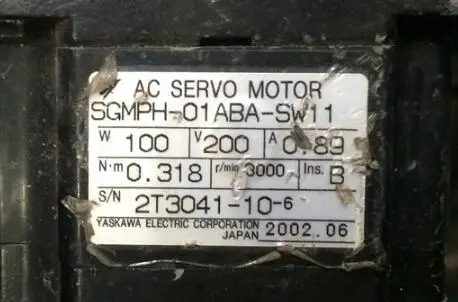 AC SERVO MOTOR
SGMPH-01ABA-SW11
W 100 V 200 A 0.89
N·m 0.318 r/min 3000 Ins. B
S/N 2T3041-10-6
YASKAWA ELECTRIC CORPORATION
JAPAN 2002.06